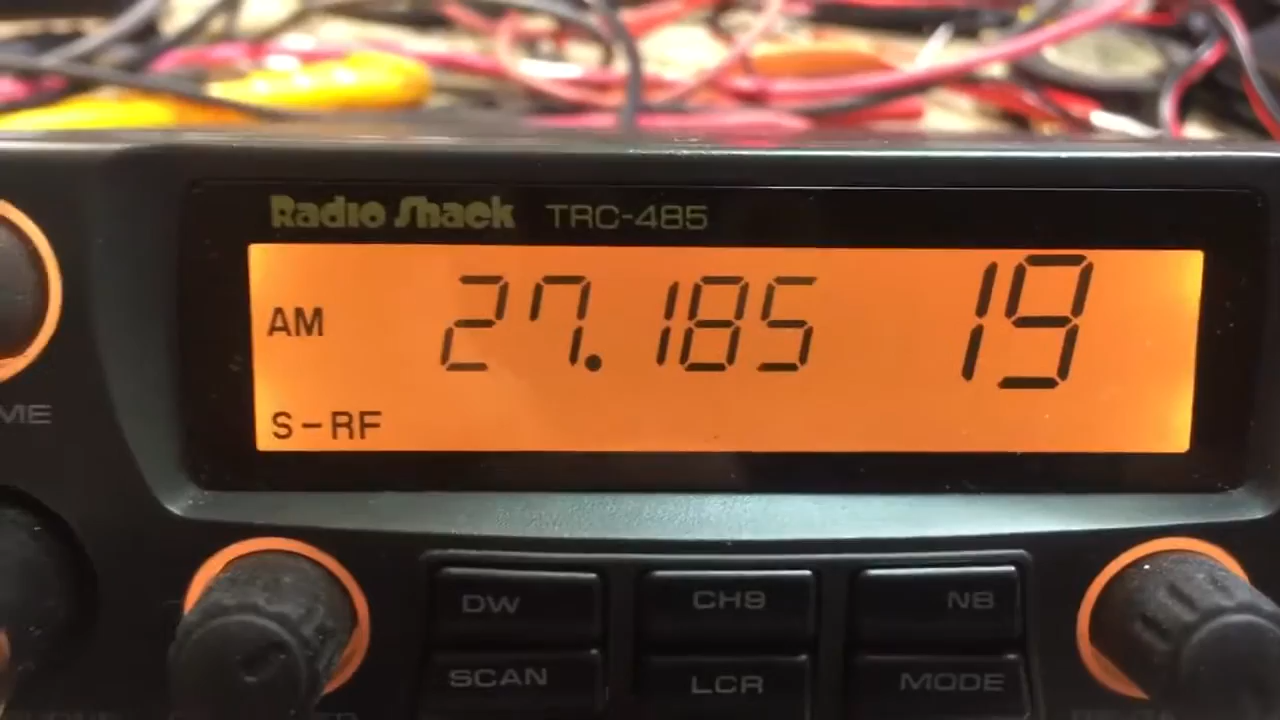 Radio Shack TRC-485
AM 27.185 19
S-RF
DW CH9 NB
SCAN LCR MODE